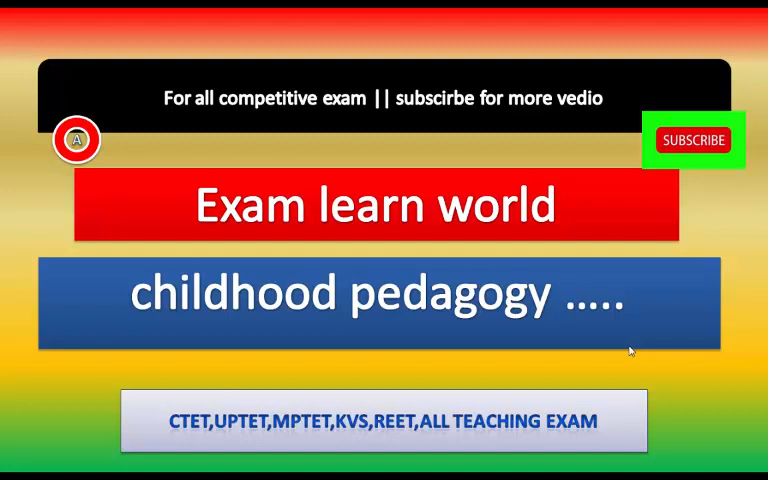 For all competitive exam || subscirbe for more vedio
A
SUBSCRIBE
Exam learn world
childhood pedagogy .....
CTET,UPTET,MPTET,KVS,REET,ALL TEACHING EXAM